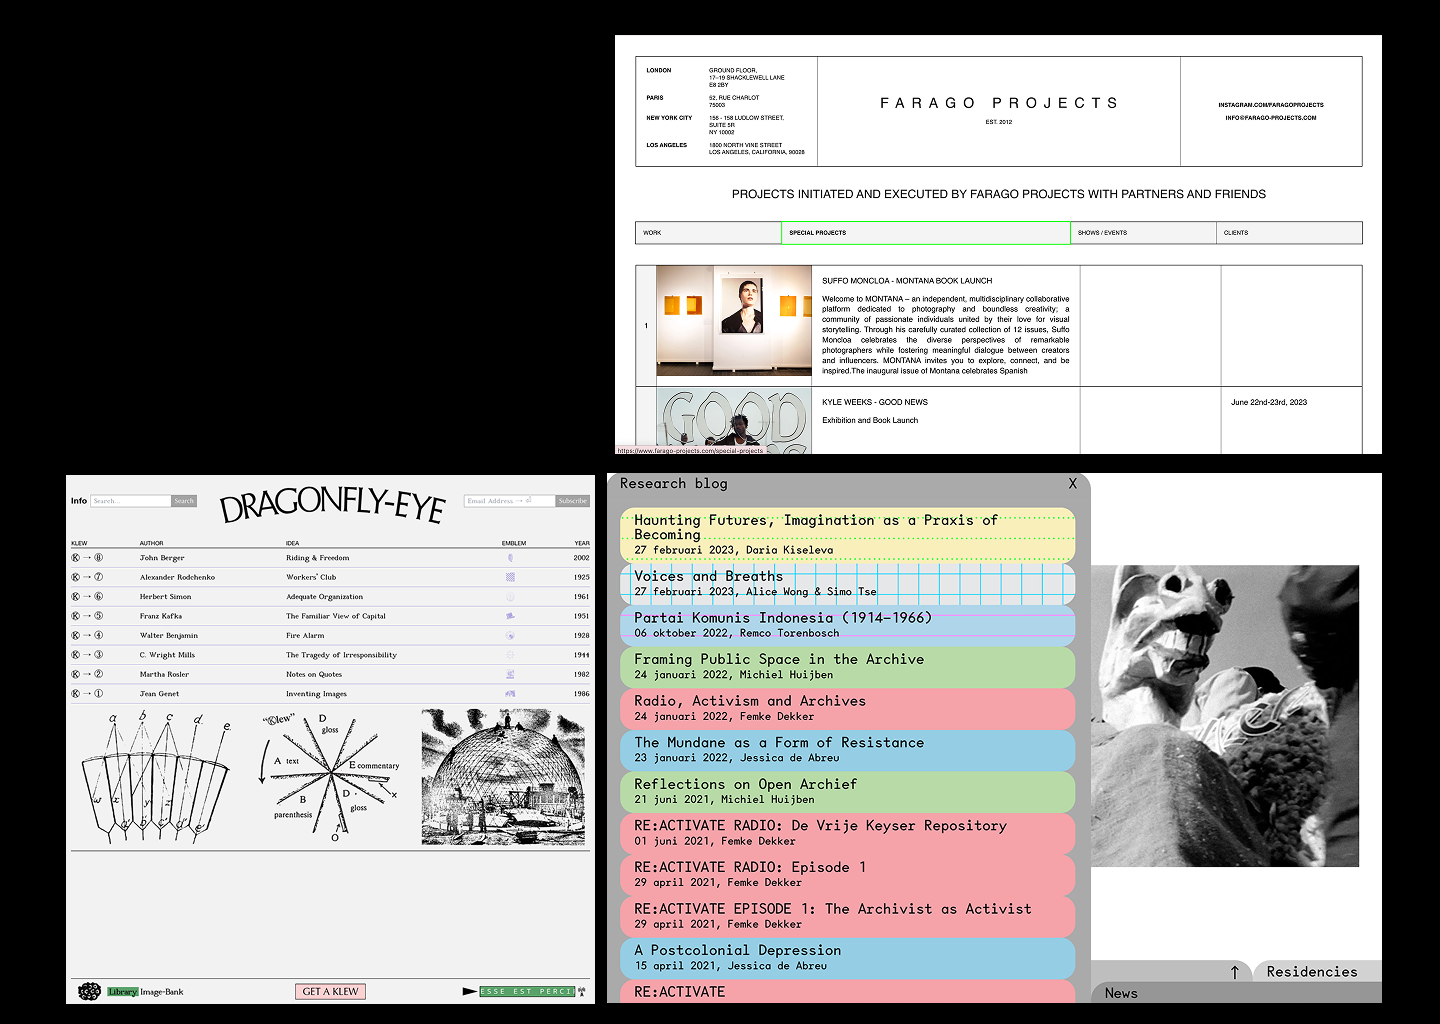 LONDON
GROUND FLOOR,
17–19 SHACKLEWELL LANE
E8 2BY
PARIS
52, RUE CHARLOT
75003
NEW YORK CITY
156 - 158 LUDLOW STREET,
SUITE 5R
NY 10002
LOS ANGELES
1800 NORTH VINE STREET
LOS ANGELES, CALIFORNIA, 90028
FARAGO PROJECTS
EST. 2012
INSTAGRAM.COM/FARAGOPROJECTS
INFO@FARAGO-PROJECTS.COM
PROJECTS INITIATED AND EXECUTED BY FARAGO PROJECTS WITH PARTNERS AND FRIENDS
WORK
SPECIAL PROJECTS
SHOWS / EVENTS
CLIENTS
1
SUFFO MONCLOA - MONTANA BOOK LAUNCH
Welcome to MONTANA – an independent, multidisciplinary collaborative
platform dedicated to photography and boundless creativity; a
community of passionate individuals united by their love for visual
storytelling. Through his carefully curated collection of 12 issues, Suffo
Moncloa celebrates the diverse perspectives of remarkable
photographers while fostering meaningful dialogue between creators
and influencers. MONTANA invites you to explore, connect, and be
inspired.The inaugural issue of Montana celebrates Spanish
GOOD
KYLE WEEKS - GOOD NEWS
Exhibition and Book Launch
June 22nd-23rd, 2023
https://www.farago-projects.com/special-projects
Info
Search...
Search
DRAGONFLY-EYE
Email Address → ⏎
Subscribe
KLEW AUTHOR IDEA EMBLEM YEAR
Ⓚ → ⑧ John Berger Riding & Freedom 2002
Ⓚ → ⑦ Alexander Rodchenko Workers' Club 1925
Ⓚ → ⑥ Herbert Simon Adequate Organization 1961
Ⓚ → ⑤ Franz Kafka The Familiar View of Capital 1951
Ⓚ → ④ Walter Benjamin Fire Alarm 1928
Ⓚ → ③ C. Wright Mills The Tragedy of Irresponsibility 1944
Ⓚ → ② Martha Rosler Notes on Quotes 1982
Ⓚ → ① Jean Genet Inventing Images 1986
a b c d. e.
w x y z
a' b' c' d' e'
"Klew"
D
gloss
A text
E commentary
B
parenthesis
D
gloss
x
O
Library Image-Bank
GET A KLEW
ESSE EST PERCI
Research blog
X
Haunting Futures, Imagination as a Praxis of
Becoming
27 februari 2023, Daria Kiseleva
Voices and Breaths
27 februari 2023, Alice Wong & Simo Tse
Partai Komunis Indonesia (1914–1966)
06 oktober 2022, Remco Torenbosch
Framing Public Space in the Archive
24 januari 2022, Michiel Huijben
Radio, Activism and Archives
24 januari 2022, Femke Dekker
The Mundane as a Form of Resistance
23 januari 2022, Jessica de Abreu
Reflections on Open Archief
21 juni 2021, Michiel Huijben
RE:ACTIVATE RADIO: De Vrije Keyser Repository
01 juni 2021, Femke Dekker
RE:ACTIVATE RADIO: Episode 1
29 april 2021, Femke Dekker
RE:ACTIVATE EPISODE 1: The Archivist as Activist
29 april 2021, Femke Dekker
A Postcolonial Depression
15 april 2021, Jessica de Abreu
RE:ACTIVATE
↑
Residencies
News